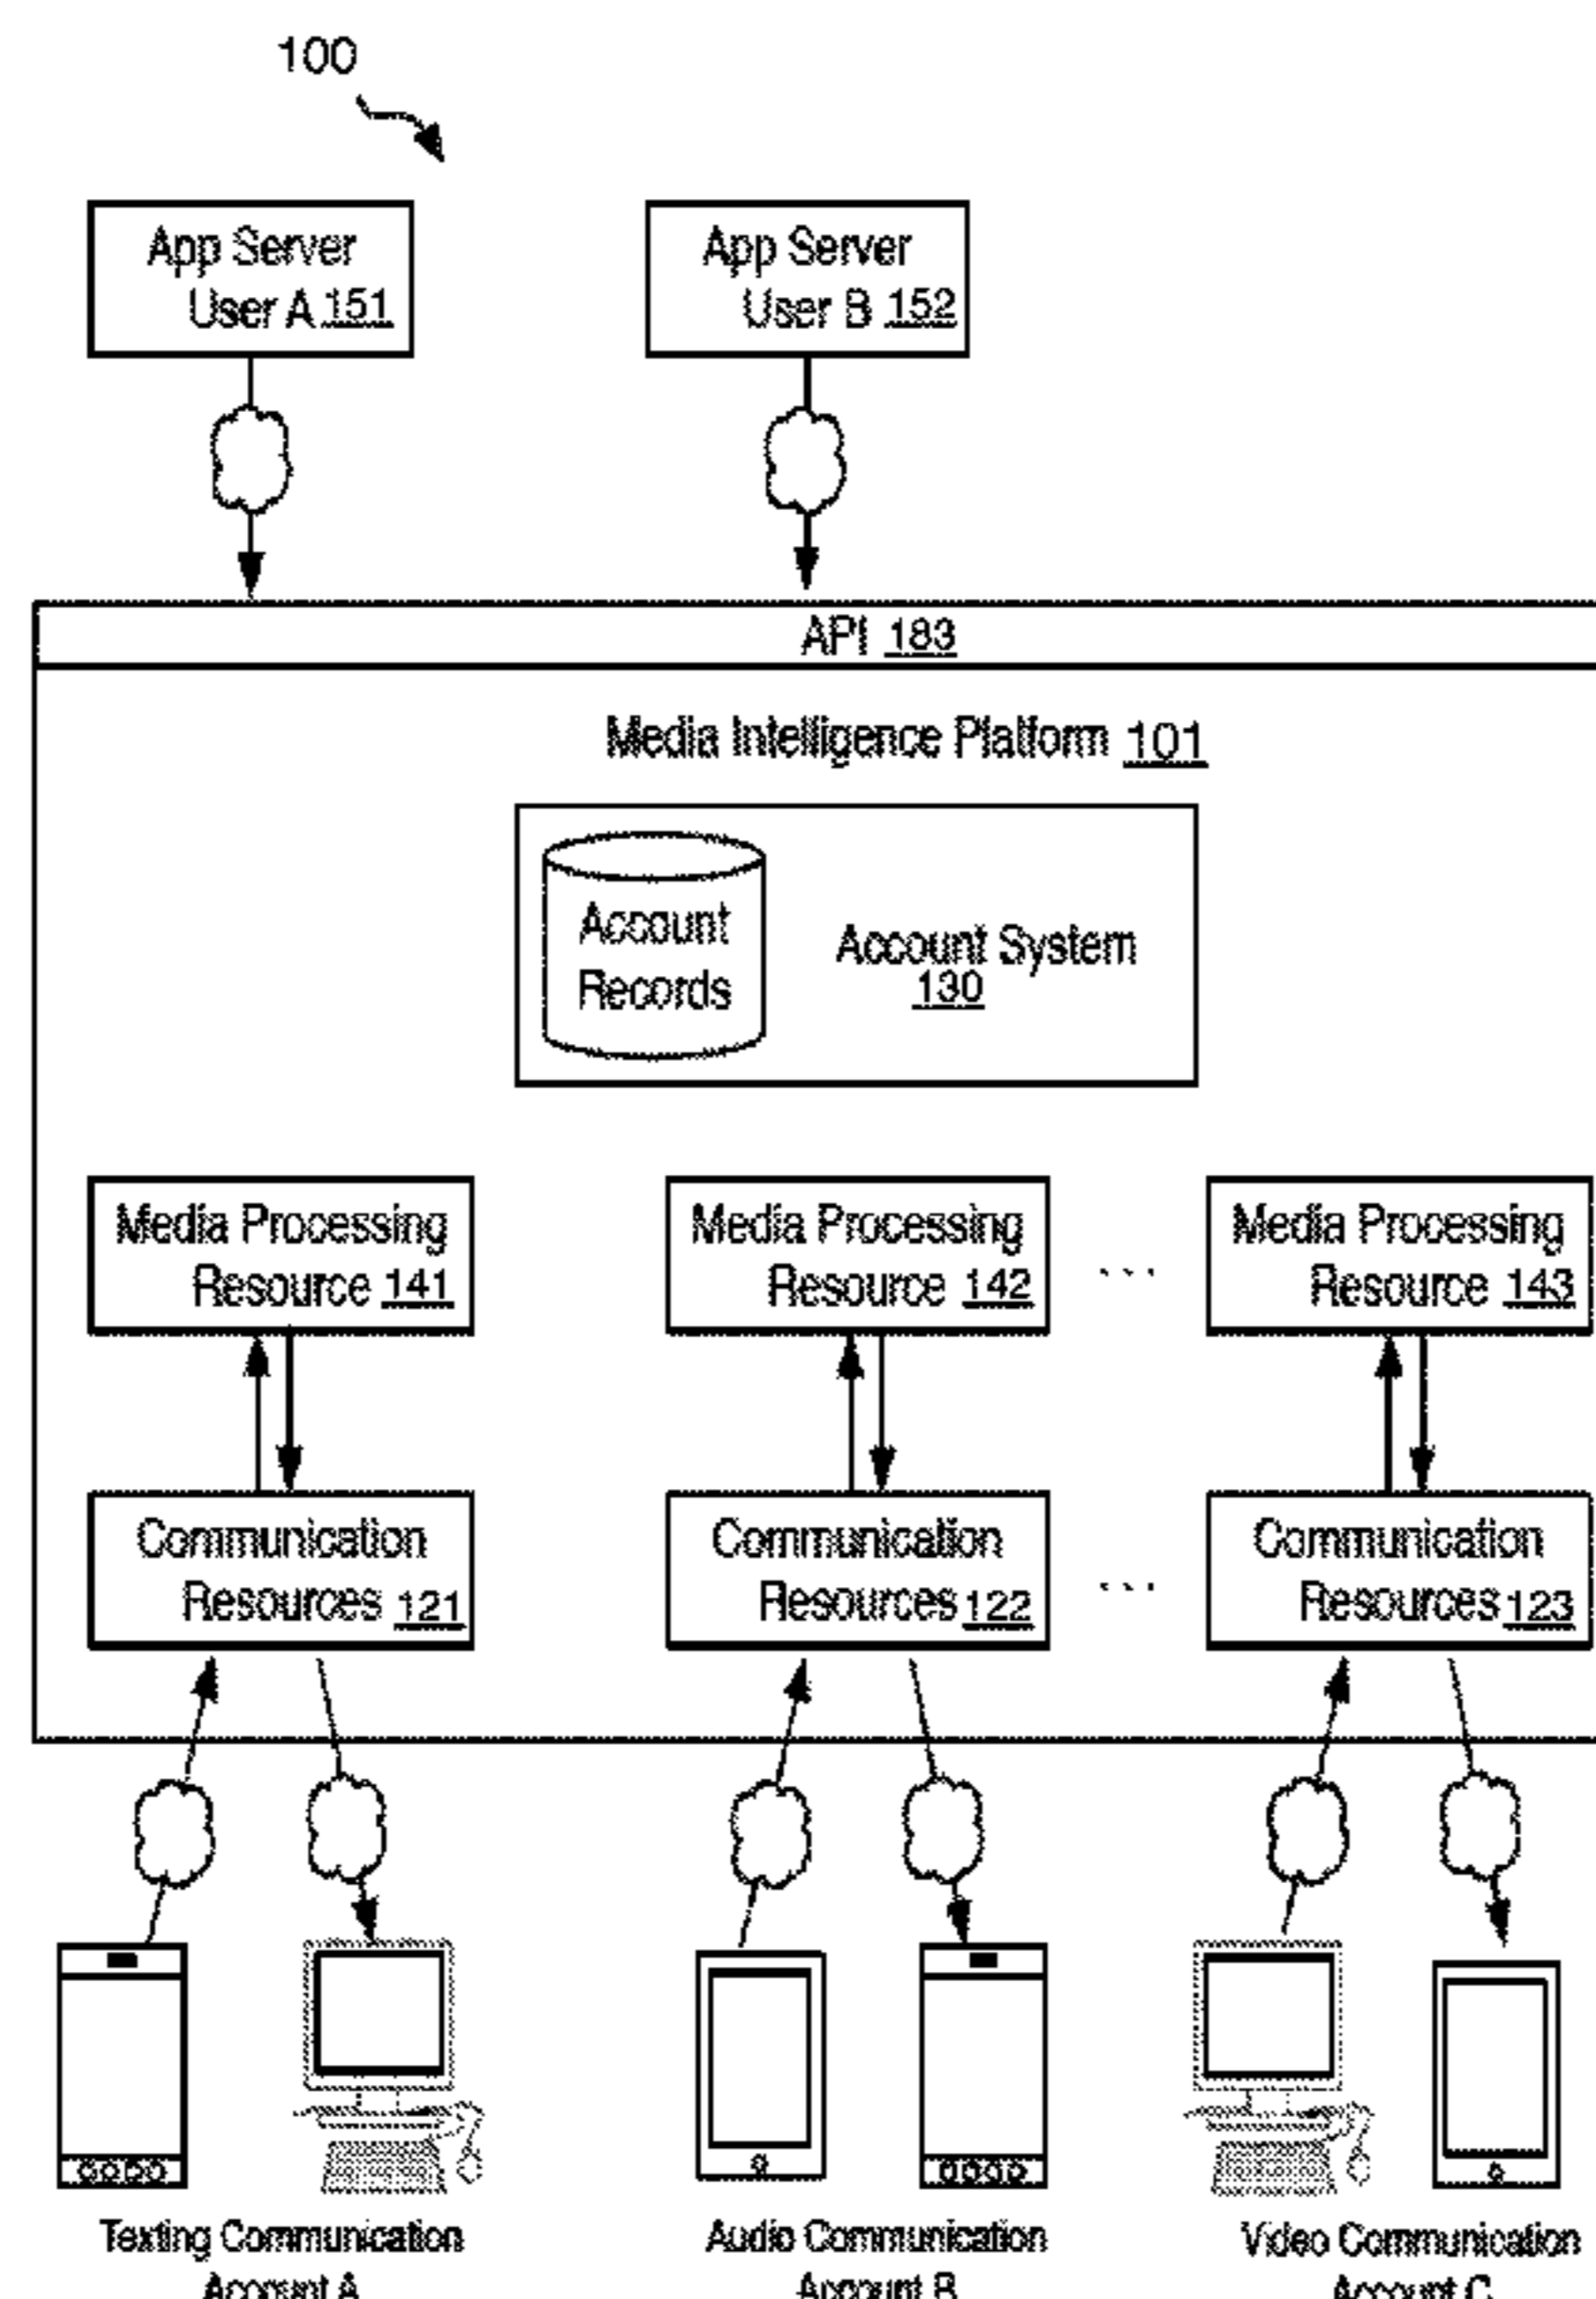 100
App Server
User A 151
App Server
User B 152
API 183
Media Intelligence Platform 101
Account
Records
Account System
130
Media Processing
Resource 141
Media Processing
Resource 142
...
Media Processing
Resource 143
Communication
Resources 121
Communication
Resources 122
...
Communication
Resources 123
Texting Communication
Account A
Audio Communication
Account B
Video Communication
Account C